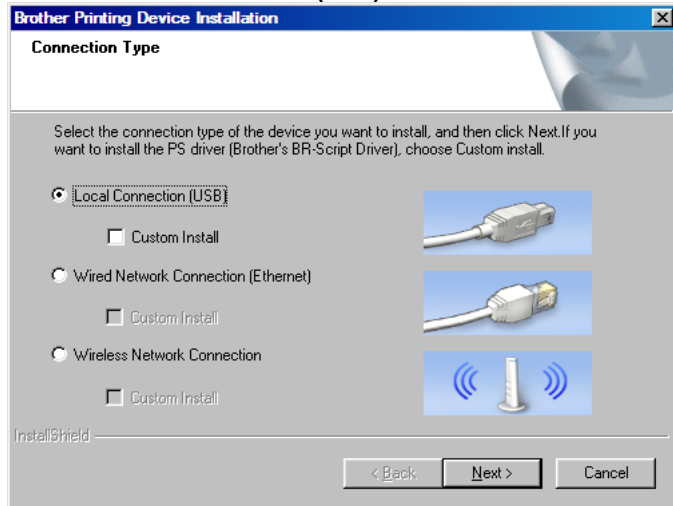 Brother Printing Device Installation
Connection Type
Select the connection type of the device you want to install, and then click Next.If you
want to install the PS driver (Brother's BR-Script Driver), choose Custom install.
Local Connection (USB)
Custom Install
Wired Network Connection (Ethernet)
Custom Install
Wireless Network Connection
Custom Install
InstallShield
< Back Next > Cancel